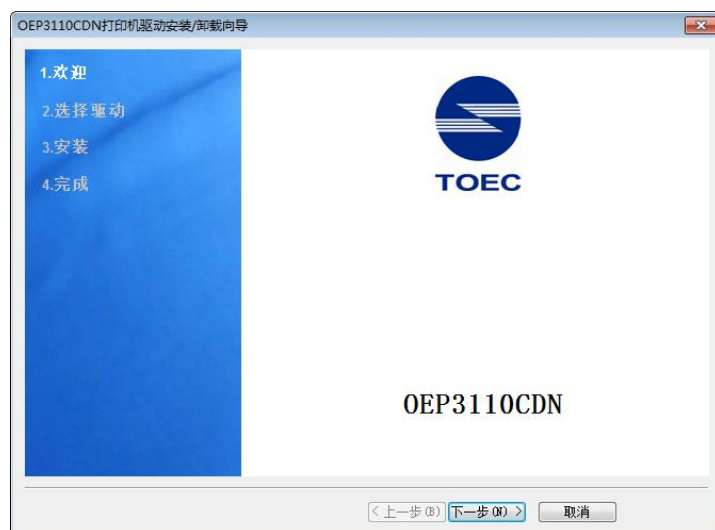 OEP3110CDN打印机驱动安装/卸载向导
1.欢迎
2.选择驱动
3.安装
4.完成
TOEC
OEP3110CDN
<上一步(B)
下一步(N)>
取消